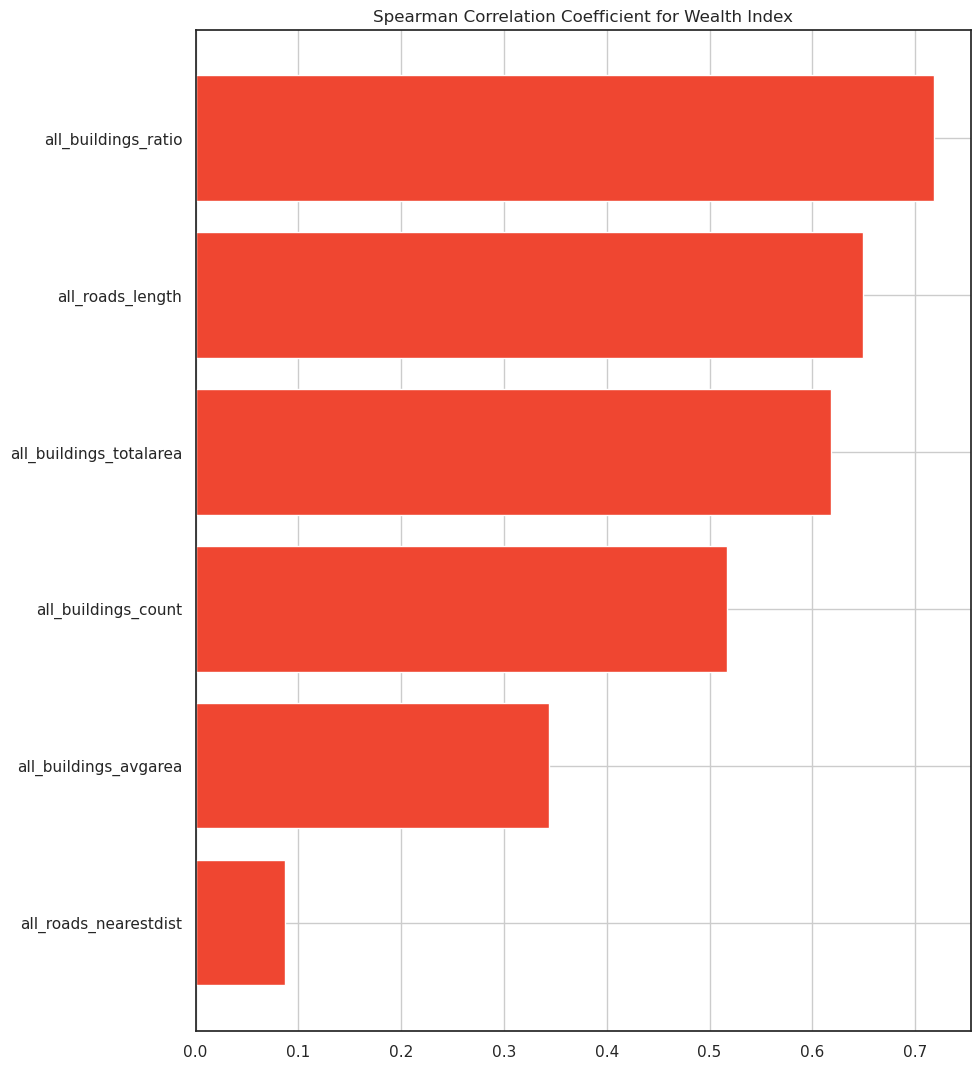 Spearman Correlation Coefficient for Wealth Index
all_buildings_ratio
all_roads_length
all_buildings_totalarea
all_buildings_count
all_buildings_avgarea
all_roads_nearestdist
0.0 0.1 0.2 0.3 0.4 0.5 0.6 0.7